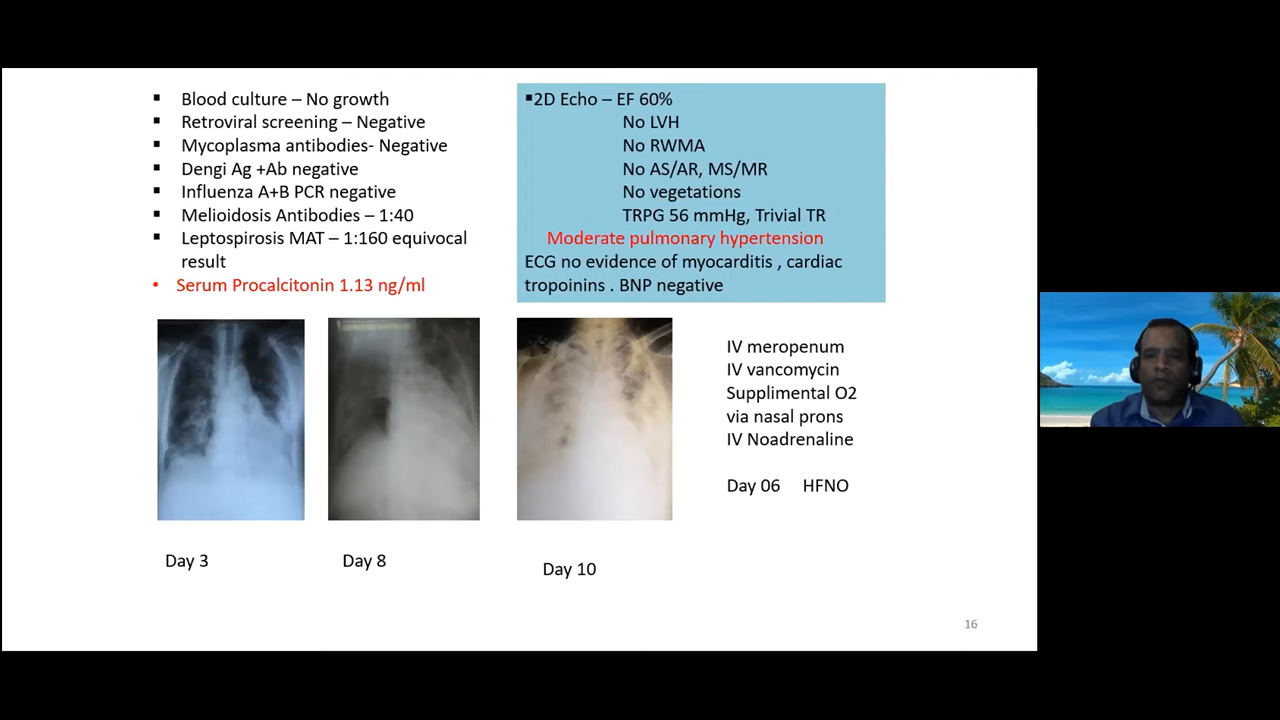 Blood culture – No growth
Retroviral screening – Negative
Mycoplasma antibodies- Negative
Dengi Ag +Ab negative
Influenza A+B PCR negative
Melioidosis Antibodies – 1:40
Leptospirosis MAT – 1:160 equivocal
result
Serum Procalcitonin 1.13 ng/ml
2D Echo – EF 60%
No LVH
No RWMA
No AS/AR, MS/MR
No vegetations
TRPG 56 mmHg, Trivial TR
Moderate pulmonary hypertension
ECG no evidence of myocarditis , cardiac
tropoinins . BNP negative
IV meropenum
IV vancomycin
Supplimental O2
via nasal prons
IV Noadrenaline
Day 06 HFNO
Day 3
Day 8
Day 10
16